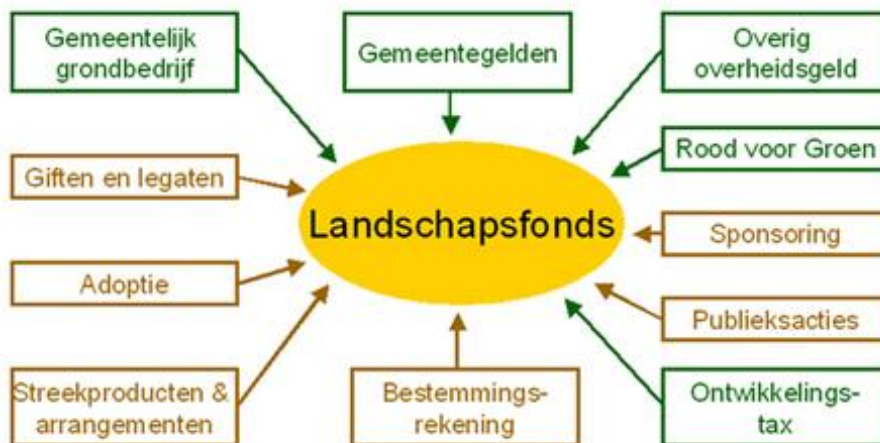 Gemeentelijk
grondbedrijf
Gemeentegelden
Overig
overheidsgeld
Rood voor Groen
Giften en legaten
Landschapsfonds
Sponsoring
Adoptie
Publieksacties
Streekproducten &
arrangementen
Bestemmings-
rekening
Ontwikkelings-
tax